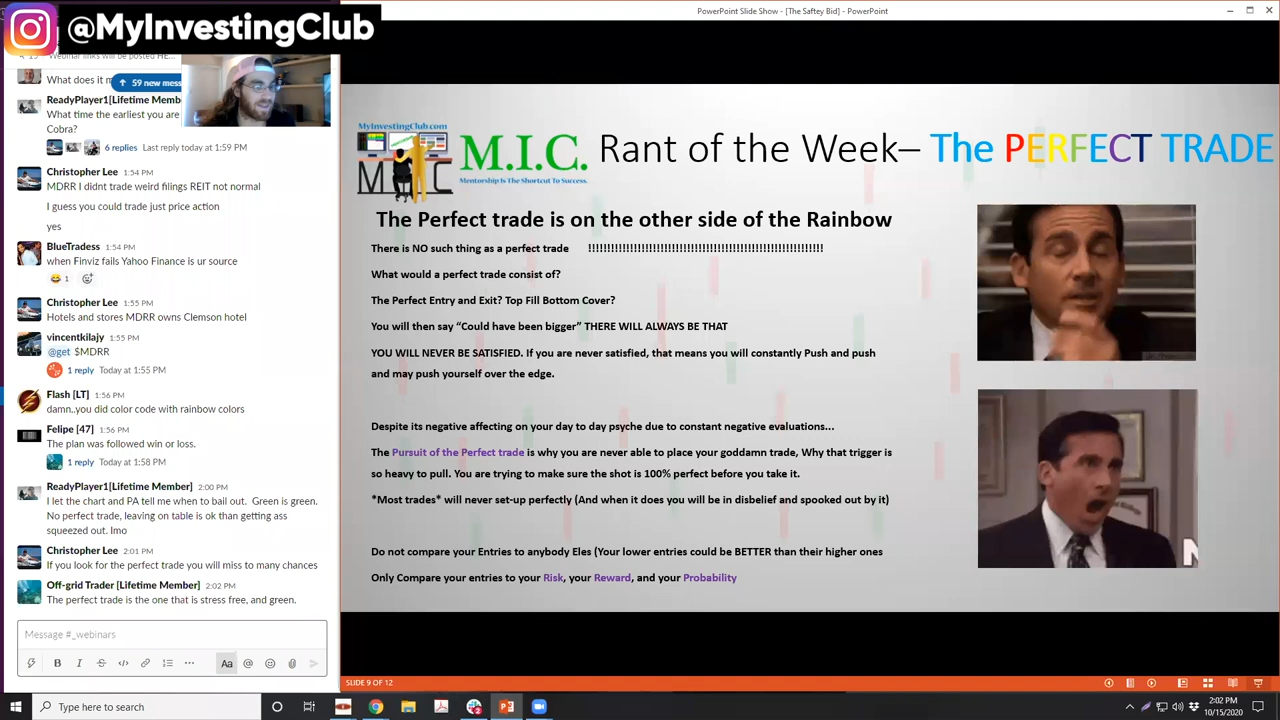 PowerPoint Slide Show - [The Saftey Bid] - PowerPoint
@MyInvestingClub
Webinar links will be posted HE...
What does it m
59 new mess
ReadyPlayer1[Lifetime Memb
What time the earliest you are
Cobra?
6 replies Last reply today at 1:59 PM
Christopher Lee 1:54 PM
MDRR I didnt trade weird filings REIT not normal
I guess you could trade just price action
yes
BlueTradess 1:54 PM
when Finviz fails Yahoo Finance is ur source
1
Christopher Lee 1:55 PM
Hotels and stores MDRR owns Clemson hotel
vincentkilajy 1:55 PM
@get $MDRR
1 reply Today at 1:55 PM
Flash [LT] 1:56 PM
damn..you did color code with rainbow colors
Felipe [47] 1:56 PM
The plan was followed win or loss.
1 reply Today at 1:58 PM
ReadyPlayer1[Lifetime Member] 2:00 PM
I let the chart and PA tell me when to bail out. Green is green.
No perfect trade, leaving on table is ok than getting ass
squeezed out. Imo
Christopher Lee 2:01 PM
If you look for the perfect trade you will miss to many chances
Off-grid Trader [Lifetime Member] 2:02 PM
The perfect trade is the one that is stress free, and green.
Message #_webinars
B I S Aa @
MyInvestingClub.com
M.I.C.
Mentorship Is The Shortcut To Success.
Rant of the Week– The PERFECT TRADE
The Perfect trade is on the other side of the Rainbow
There is NO such thing as a perfect trade !!!!!!!!!!!!!!!!!!!!!!!!!!!!!!!!!!!!!!!!!!!!!!!!!!!!!!!!!!!!!!
What would a perfect trade consist of?
The Perfect Entry and Exit? Top Fill Bottom Cover?
You will then say “Could have been bigger” THERE WILL ALWAYS BE THAT
YOU WILL NEVER BE SATISFIED. If you are never satisfied, that means you will constantly Push and push
and may push yourself over the edge.
Despite its negative affecting on your day to day psyche due to constant negative evaluations...
The Pursuit of the Perfect trade is why you are never able to place your goddamn trade, Why that trigger is
so heavy to pull. You are trying to make sure the shot is 100% perfect before you take it.
*Most trades* will never set-up perfectly (And when it does you will be in disbelief and spooked out by it)
Do not compare your Entries to anybody Eles (Your lower entries could be BETTER than their higher ones
Only Compare your entries to your Risk, your Reward, and your Probability
N
SLIDE 9 OF 12
Type here to search
2:02 PM
10/15/2020